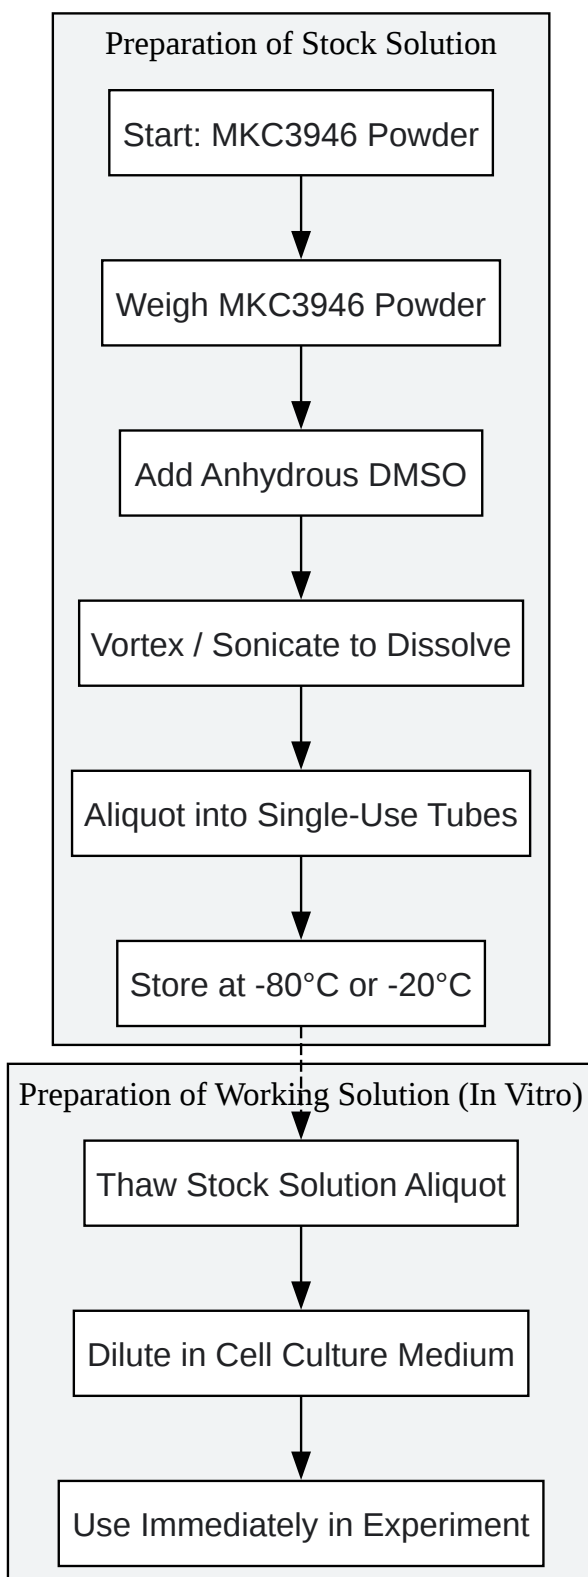 Preparation of Stock Solution
Start: MKC3946 Powder
Weigh MKC3946 Powder
Add Anhydrous DMSO
Vortex / Sonicate to Dissolve
Aliquot into Single-Use Tubes
Store at -80°C or -20°C
Preparation of Working Solution (In Vitro)
Thaw Stock Solution Aliquot
Dilute in Cell Culture Medium
Use Immediately in Experiment